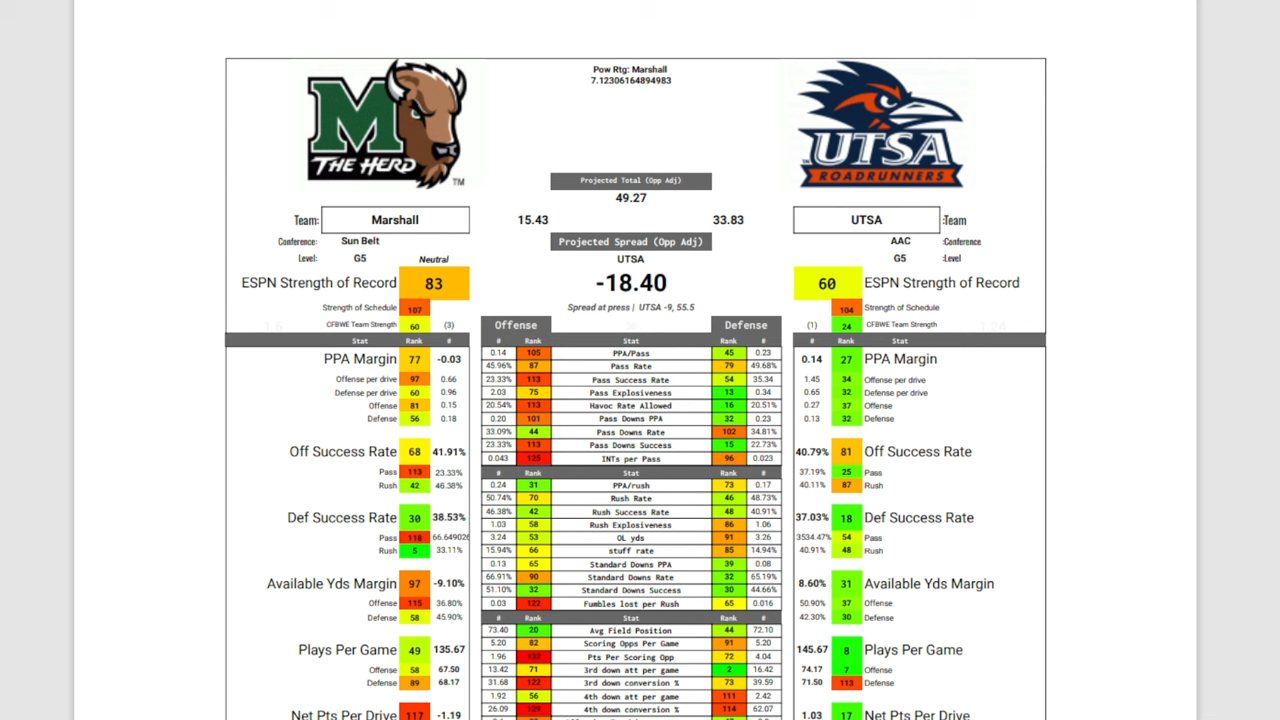 Pow Rtg: Marshall
7.12306164894983
M
THE HERD
TM
UTSA
ROADRUNNERS
Projected Total (Opp Adj)
49.27
Team: Marshall 15.43 33.83 UTSA :Team
Conference: Sun Belt Projected Spread (Opp Adj) AAC :Conference
Level: G5 Neutral UTSA G5 :Level
ESPN Strength of Record 83 -18.40 60 ESPN Strength of Record
Strength of Schedule 107 Spread at press | UTSA -9, 55.5 104 Strength of Schedule
CFBWE Team Strength 60 (3) Offense Defense (1) 24 CFBWE Team Strength
Stat Rank # # Rank Stat Rank # # Rank Stat
PPA Margin 77 -0.03 0.14 27 PPA Margin
Offense per drive 97 0.66 1.45 34 Offense per drive
Defense per drive 60 0.96 0.65 32 Defense per drive
Offense 81 0.15 0.27 37 Offense
Defense 56 0.18 0.13 32 Defense
Off Success Rate 68 41.91% 40.79% 81 Off Success Rate
Pass 113 23.33% 37.19% 25 Pass
Rush 42 46.38% 40.11% 87 Rush
Def Success Rate 30 38.53% 37.03% 18 Def Success Rate
Pass 118 66.649026 3534.47% 54 Pass
Rush 5 33.11% 40.91% 48 Rush
Available Yds Margin 97 -9.10% 8.60% 31 Available Yds Margin
Offense 115 36.80% 50.90% 37 Offense
Defense 58 45.90% 42.30% 30 Defense
Plays Per Game 49 135.67 145.67 8 Plays Per Game
Offense 58 67.50 74.17 7 Offense
Defense 89 68.17 71.50 113 Defense
Net Pts Per Drive 117 -1.19 1.03 17 Net Pts Per Drive
0.14 105 PPA/Pass 45 0.23
45.96% 87 Pass Rate 79 49.68%
23.33% 113 Pass Success Rate 54 35.34
2.03 75 Pass Explosiveness 13 0.34
20.54% 113 Havoc Rate Allowed 16 20.51%
0.20 101 Pass Downs PPA 32 0.23
33.09% 44 Pass Downs Rate 102 34.81%
23.33% 113 Pass Downs Success 15 22.73%
0.043 125 INTs per Pass 96 0.023
# Rank Stat Rank #
0.24 31 PPA/rush 73 0.17
50.74% 70 Rush Rate 46 48.73%
46.38% 42 Rush Success Rate 48 40.91%
1.03 58 Rush Explosiveness 86 1.06
3.24 53 OL yds 91 3.26
15.94% 66 stuff rate 85 14.94%
0.13 65 Standard Downs PPA 39 0.08
66.91% 90 Standard Downs Rate 32 65.19%
51.10% 32 Standard Downs Success 30 44.66%
0.03 122 Fumbles lost per Rush 65 0.016
# Rank Stat Rank #
73.40 20 Avg Field Position 44 72.10
5.20 82 Scoring Opps Per Game 91 5.20
1.96 132 Pts Per Scoring Opp 72 4.04
13.42 71 3rd down att per game 2 16.42
31.68 122 3rd down conversion % 73 39.59
1.92 56 4th down att per game 111 2.42
26.09 129 4th down conversion % 114 62.07